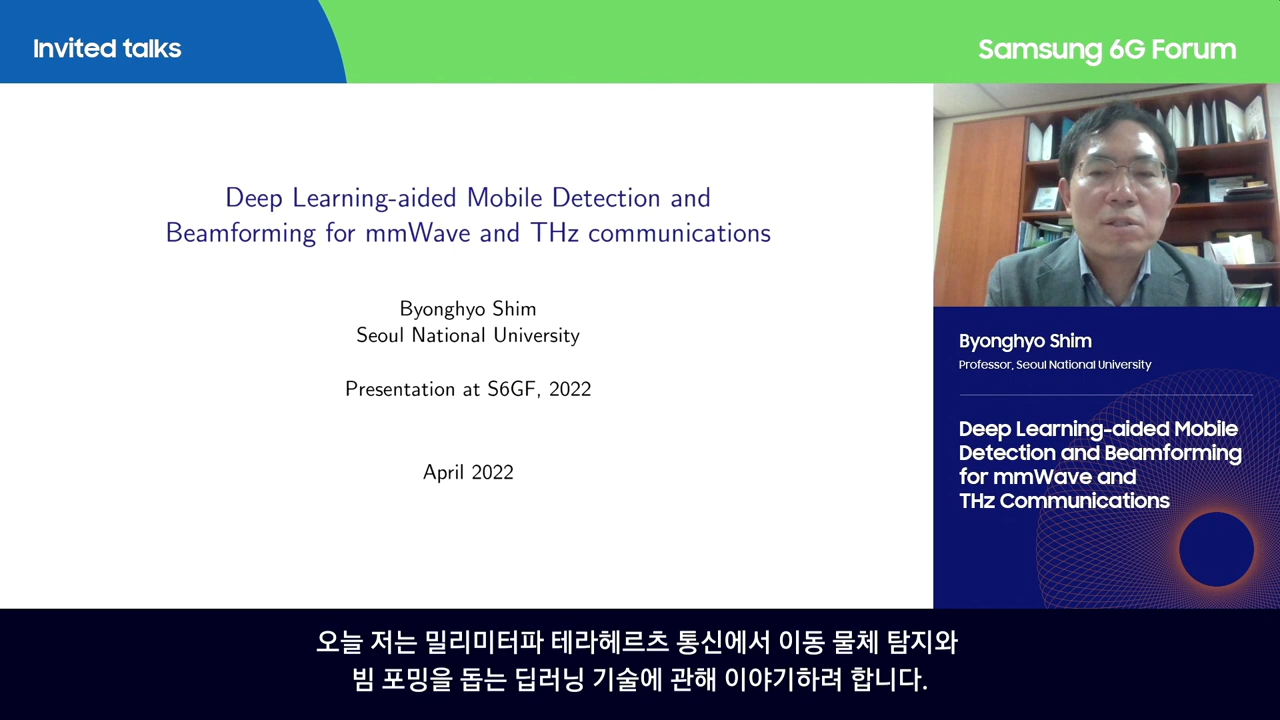 Invited talks
Samsung 6G Forum
Deep Learning-aided Mobile Detection and
Beamforming for mmWave and THz communications
Byonghyo Shim
Seoul National University
Presentation at S6GF, 2022
April 2022
Byonghyo Shim
Professor, Seoul National University
Deep Learning-aided Mobile
Detection and Beamforming
for mmWave and
THz Communications
오늘 저는 밀리미터파 테라헤르츠 통신에서 이동 물체 탐지와
빔 포밍을 돕는 딥러닝 기술에 관해 이야기하려 합니다.